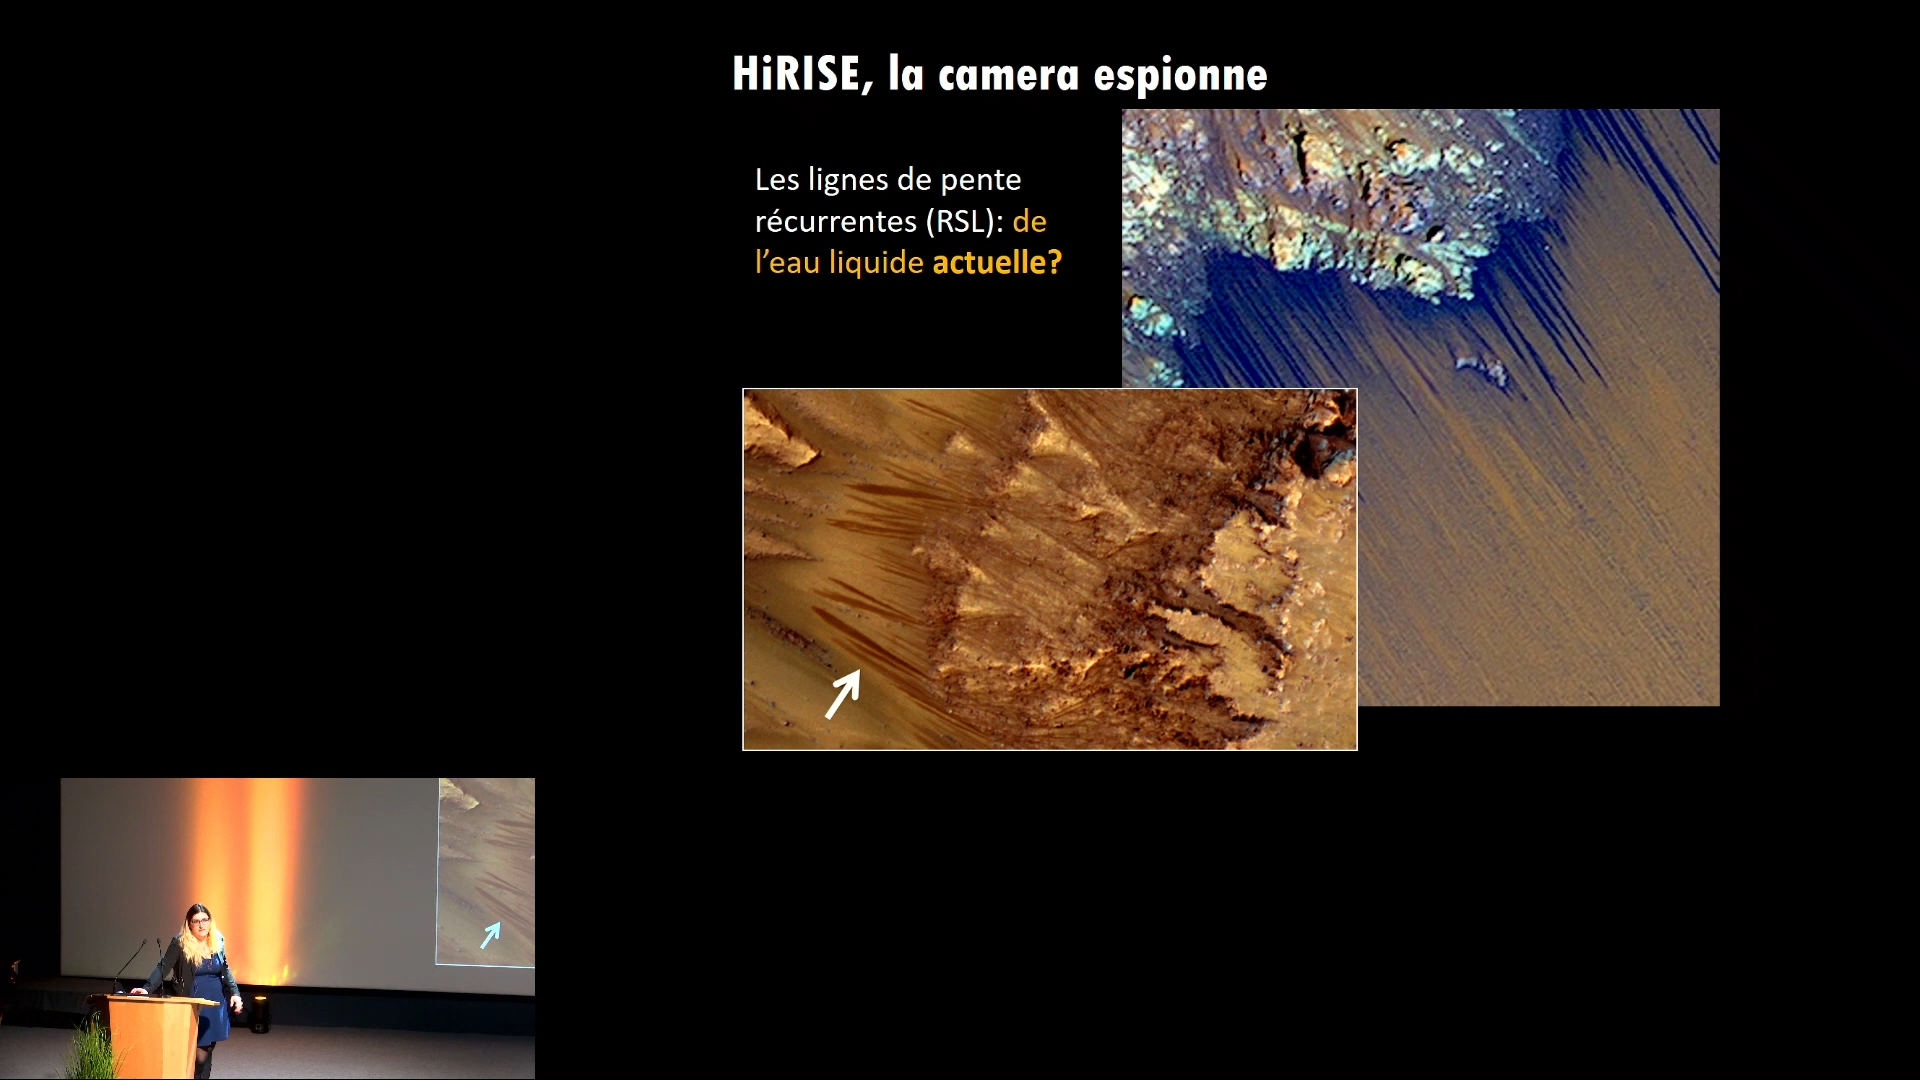 HiRISE, la camera espionne
Les lignes de pente
récurrentes (RSL): de
l’eau liquide actuelle?